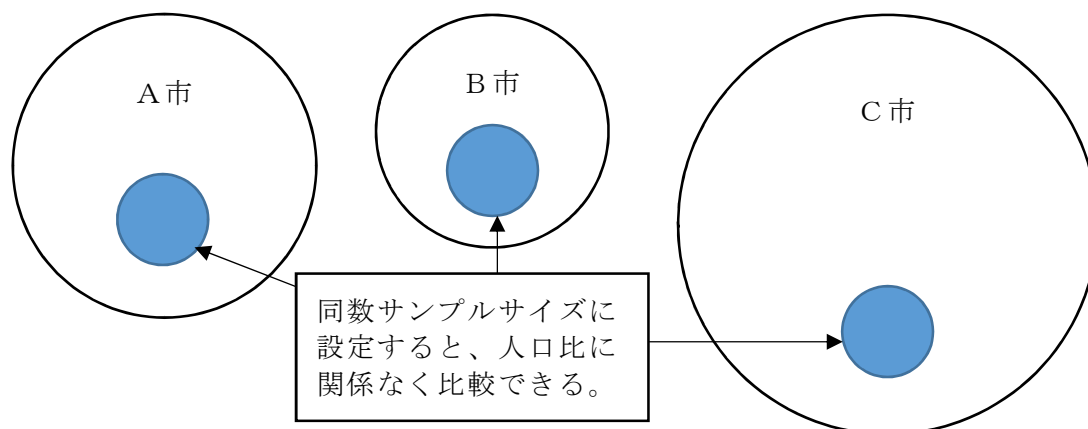 A市
B市
C市
同数サンプルサイズに
設定すると、人口比に
関係なく比較できる。